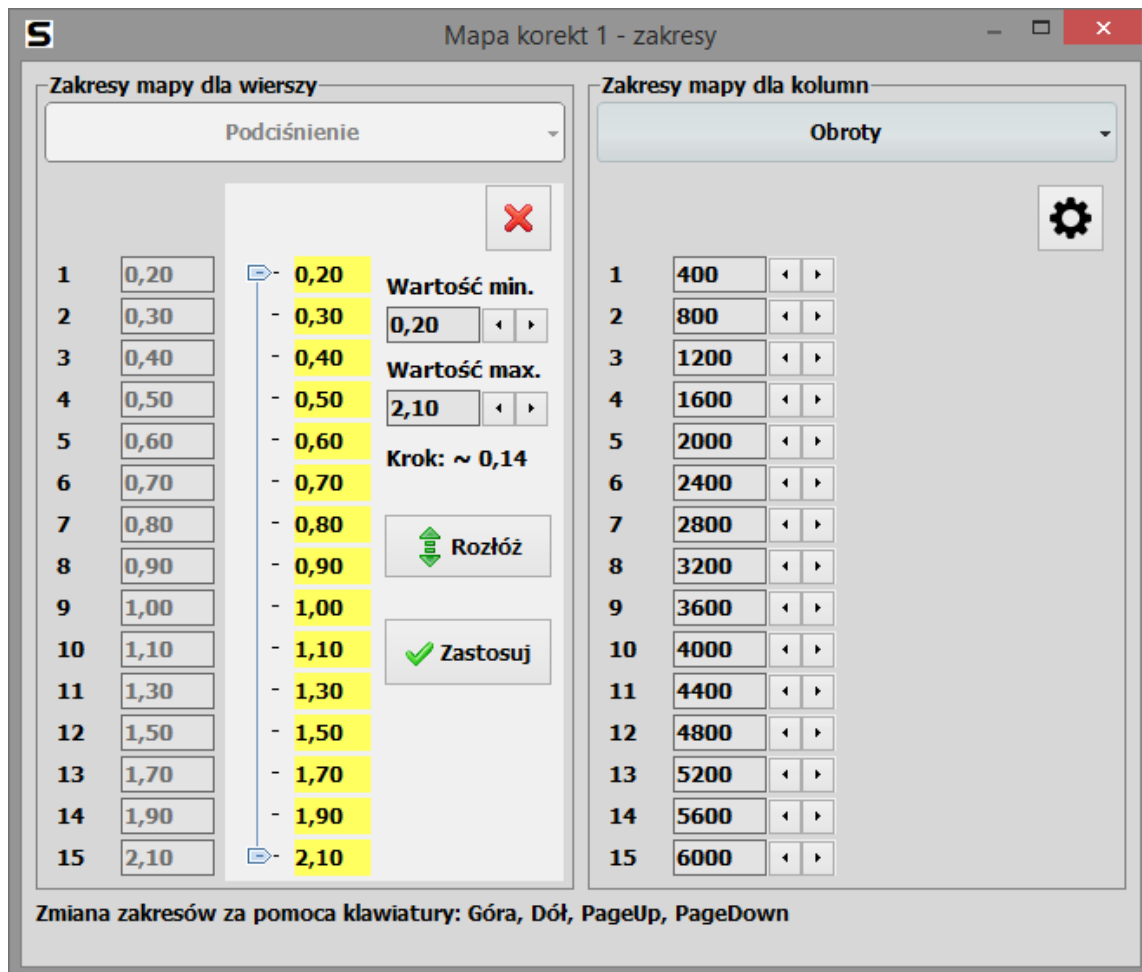 S Mapa korekt 1 - zakresy
Zakresy mapy dla wierszy
Podciśnienie
1 0,20 - 0,20
2 0,30 - 0,30
3 0,40 - 0,40
4 0,50 - 0,50
5 0,60 - 0,60
6 0,70 - 0,70
7 0,80 - 0,80
8 0,90 - 0,90
9 1,00 - 1,00
10 1,10 - 1,10
11 1,30 - 1,30
12 1,50 - 1,50
13 1,70 - 1,70
14 1,90 - 1,90
15 2,10 - 2,10
Wartość min.
0,20
Wartość max.
2,10
Krok: ~ 0,14
Rozłóż
Zastosuj
Zakresy mapy dla kolumn
Obroty
1 400
2 800
3 1200
4 1600
5 2000
6 2400
7 2800
8 3200
9 3600
10 4000
11 4400
12 4800
13 5200
14 5600
15 6000
Zmiana zakresów za pomoca klawiatury: Góra, Dół, PageUp, PageDown